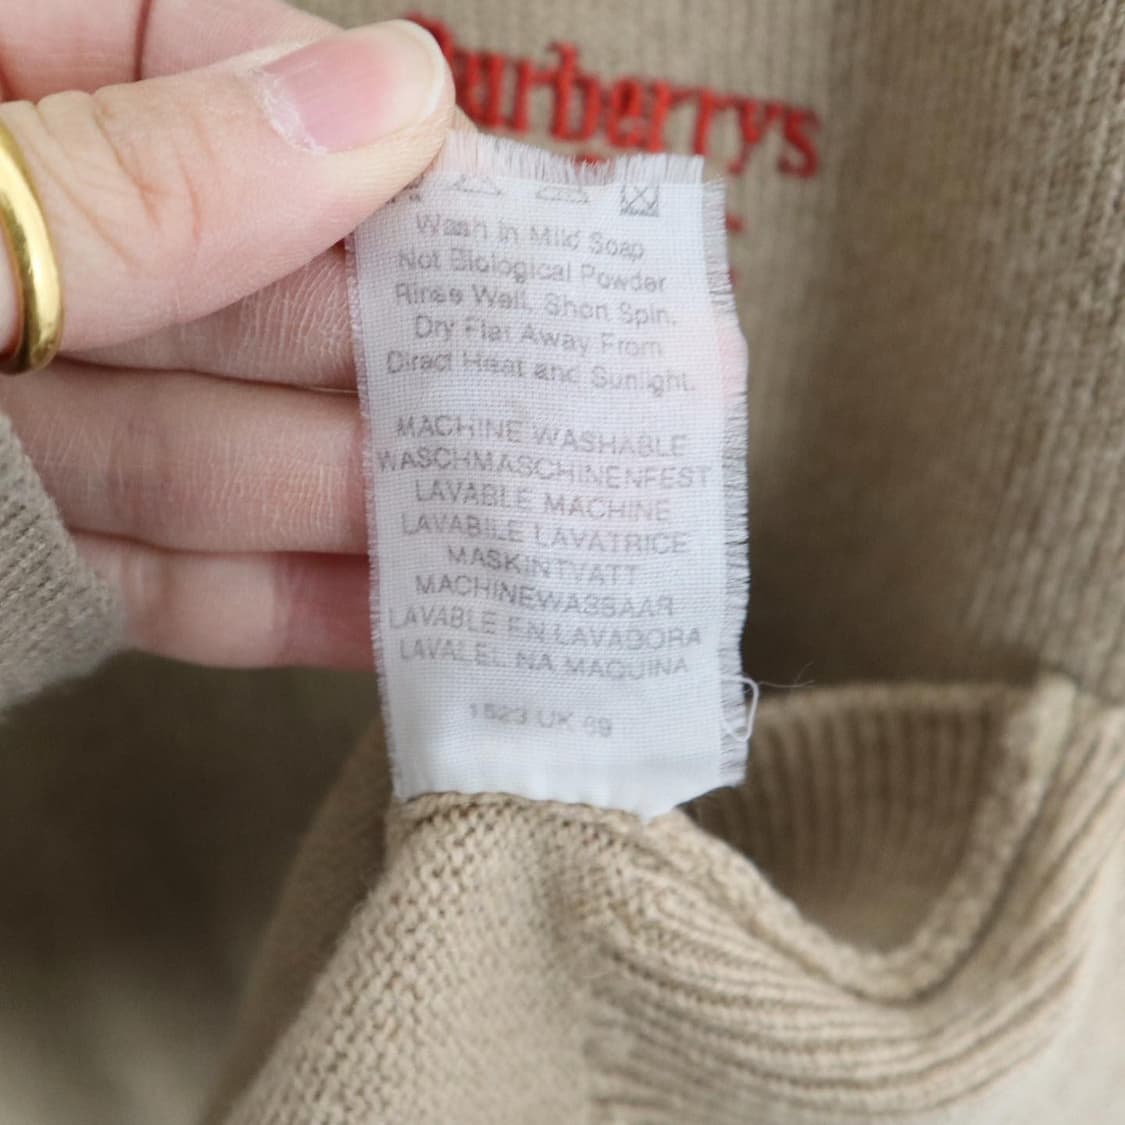 Burberrys
Wash in Mild Soap
Not Biological Powder
Rinse Well, Short Spin.
Dry Flat Away From
Direct Heat and Sunlight.
MACHINE WASHABLE
WASCHMASCHINENFEST
LAVABLE MACHINE
LAVABILE LAVATRICE
MASKINTVATT
MACHINEWASBAAR
LAVABLE EN LAVADORA
LAVALEL NA MAQUINA
1523 UK